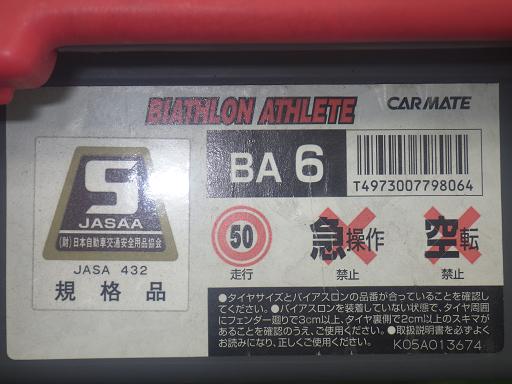 BIATHLON ATHLETE CARMATE
S
JASAA
(財)日本自動車交通安全用品協会
JASA 432
規格品
BA 6
T4973007798064
50
走行
急操作
禁止
空転
禁止
●タイヤサイズとバイアスロンの品番が合っていることを確認し
てください。●バイアスロンを装着していない状態で、タイヤ周囲
にフェンダー廻りで3cm以上、タイヤ裏側で2cm以上のスキマが
あることを確認のうえ、ご使用ください。●取扱説明書を必ずよく
お読みになり、正しくご使用ください。
K05A013674